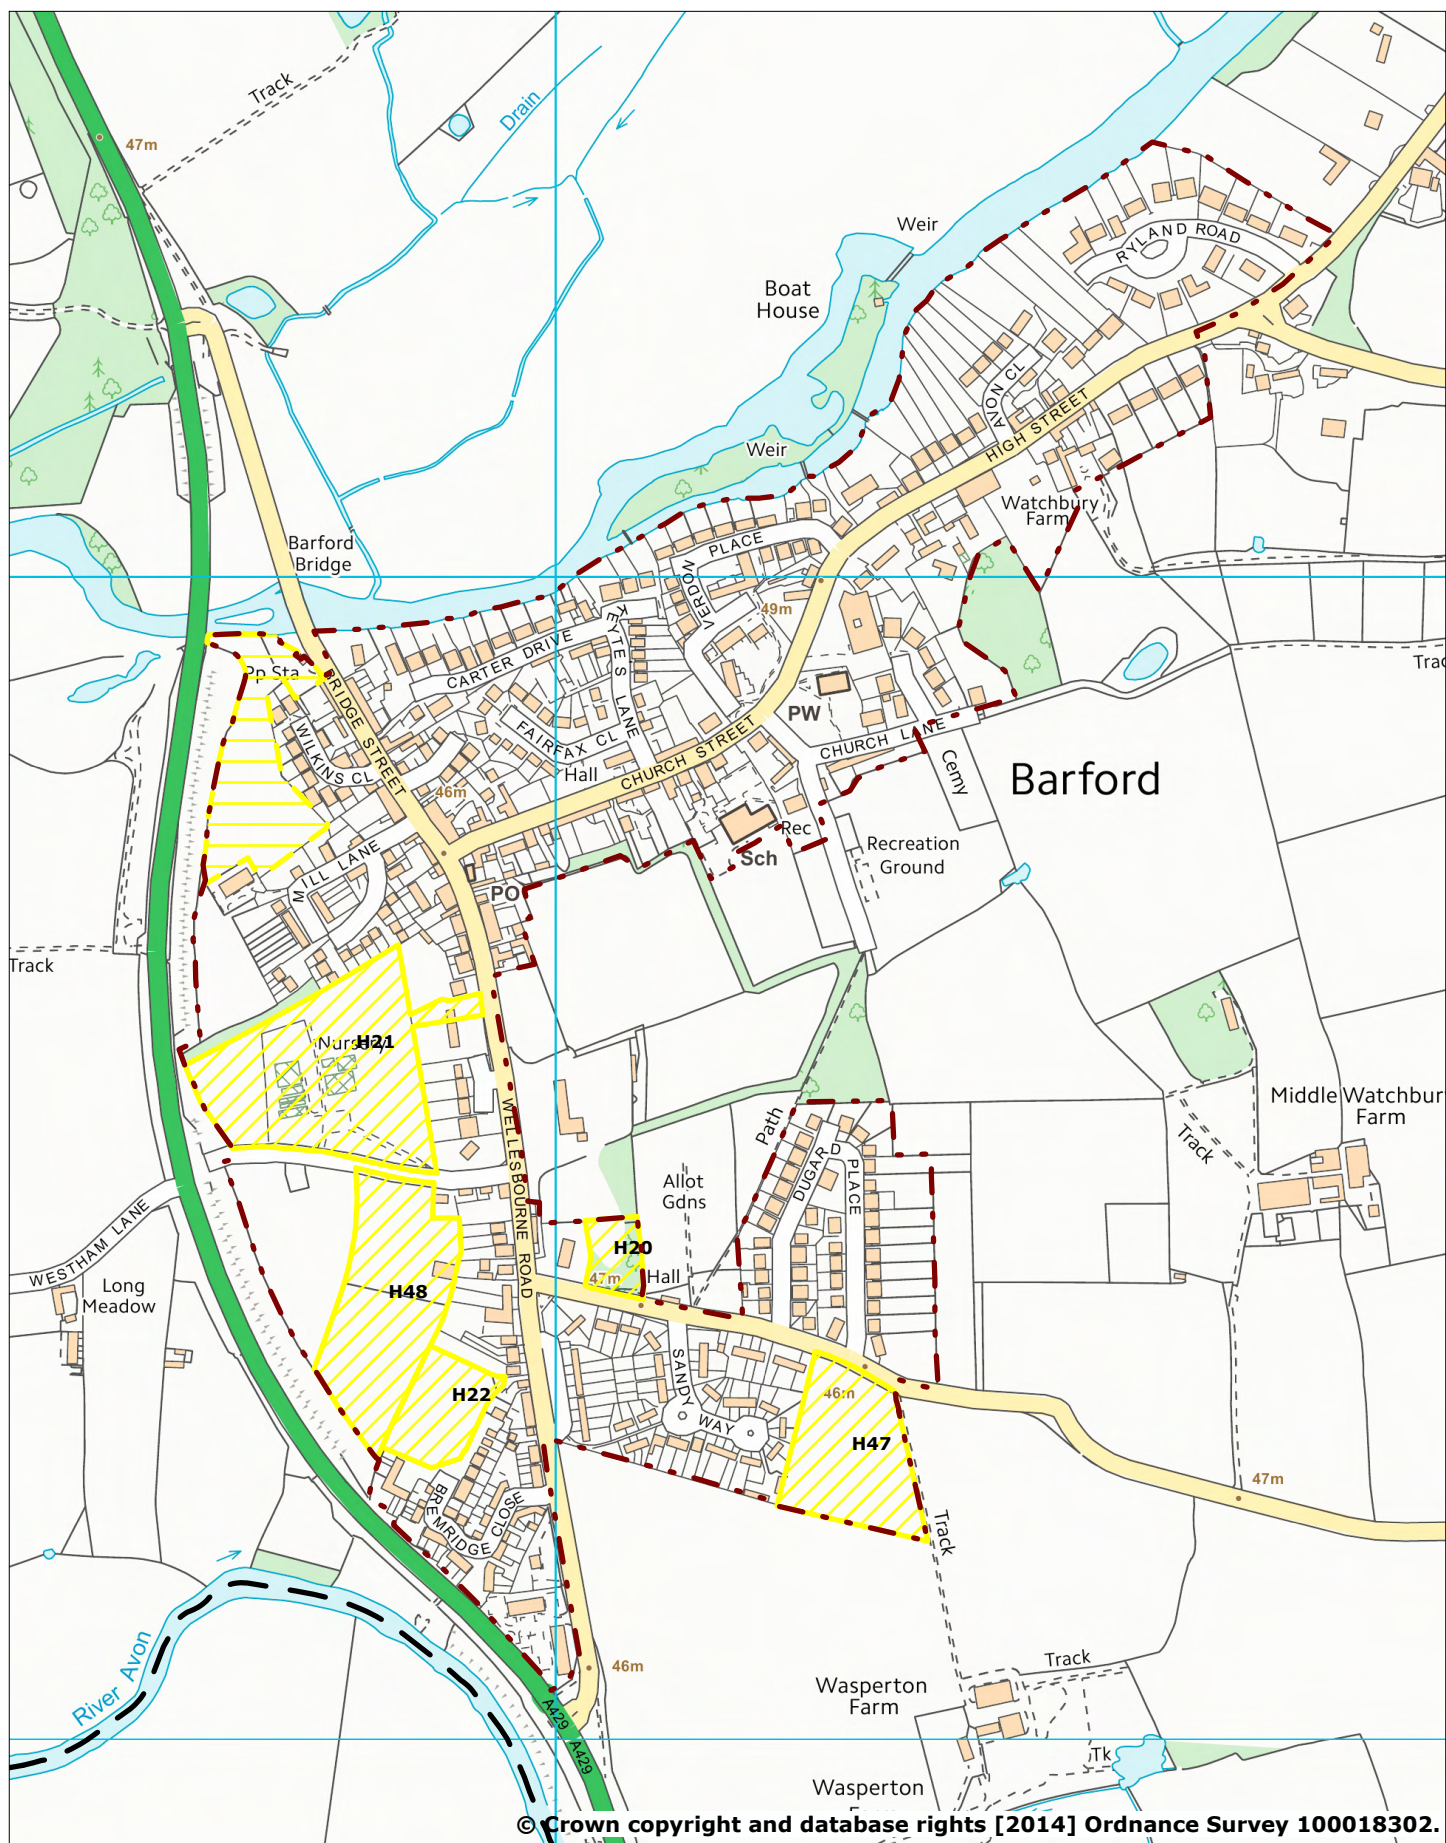 Track
47m
Drain
Weir
RYLAND ROAD
Boat
House
AVON CL
HIGH STREET
Weir
Watchbury
Farm
Barford
Bridge
PLACE
VERDON
49m
KEYTES LANE
CARTER DRIVE
Pp Sta
BRIDGE STREET
Track
PW
WILKINS CL
FAIRFAX CL
Hall
CHURCH STREET
CHURCH LANE
Cemy
Barford
46m
MILL LANE
Rec
Sch
Recreation
Ground
PO
Track
Nursery
H21
WELLESBOURNE ROAD
Path
DUGARD
PLACE
Middle Watchbur
Farm
Track
Allot
Gdns
WESTHAM LANE
Long
Meadow
H20
47m
Hall
H48
SANDY WAY
H22
46m
H47
47m
BREMRIDGE CLOSE
Track
River Avon
46m
Track
Wasperton
Farm
A429
A429
Tk
Wasperton
© Crown copyright and database rights [2014] Ordnance Survey 100018302.